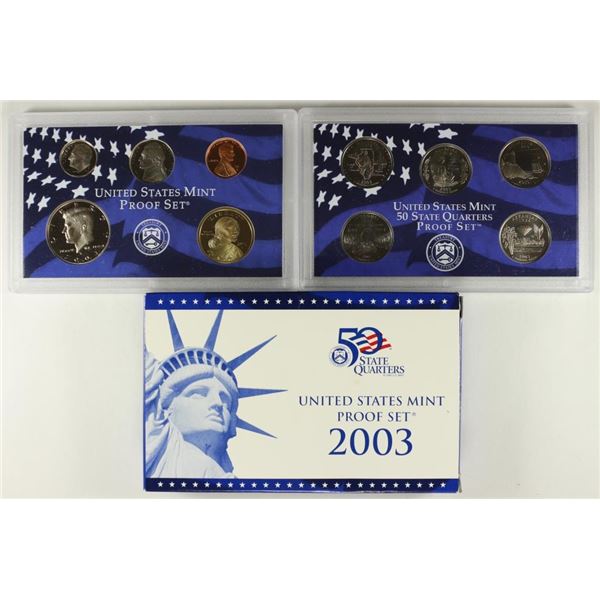 UNITED STATES MINT
PROOF SET®
UNITED STATES MINT
50 STATE QUARTERS
PROOF SET™
50
STATE
QUARTERS
UNITED STATES MINT
PROOF SET®
2003